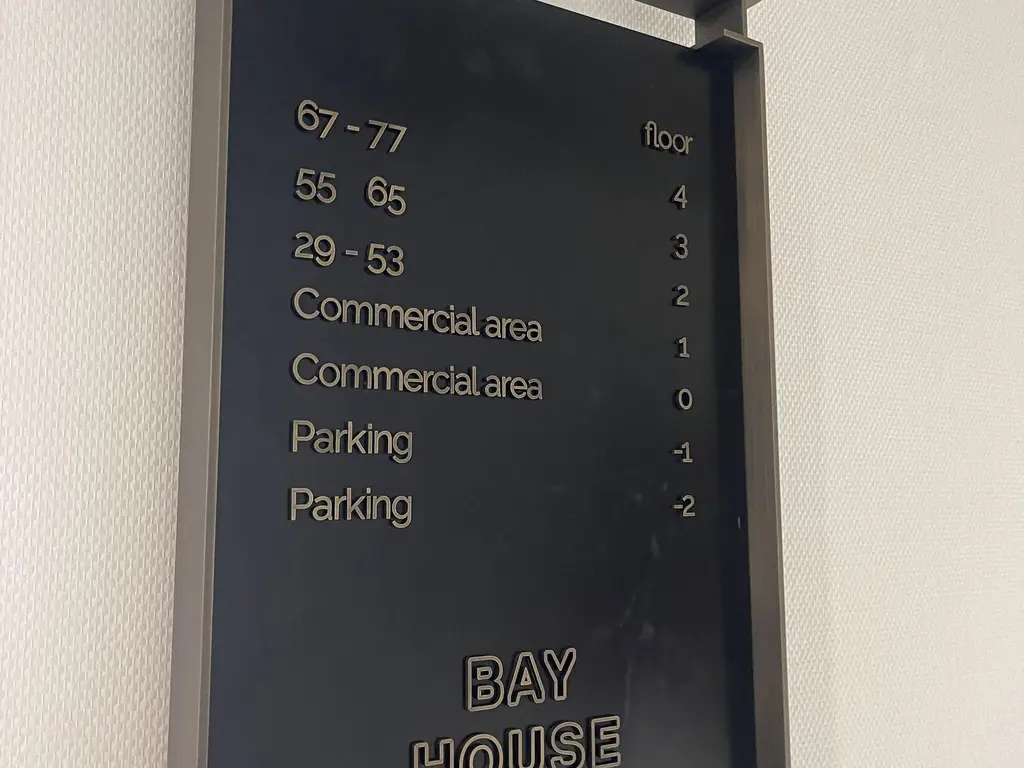 floor
67 - 77 4
55 65 3
29 - 53 2
Commercial area 1
Commercial area 0
Parking -1
Parking -2
BAY
HOUSE